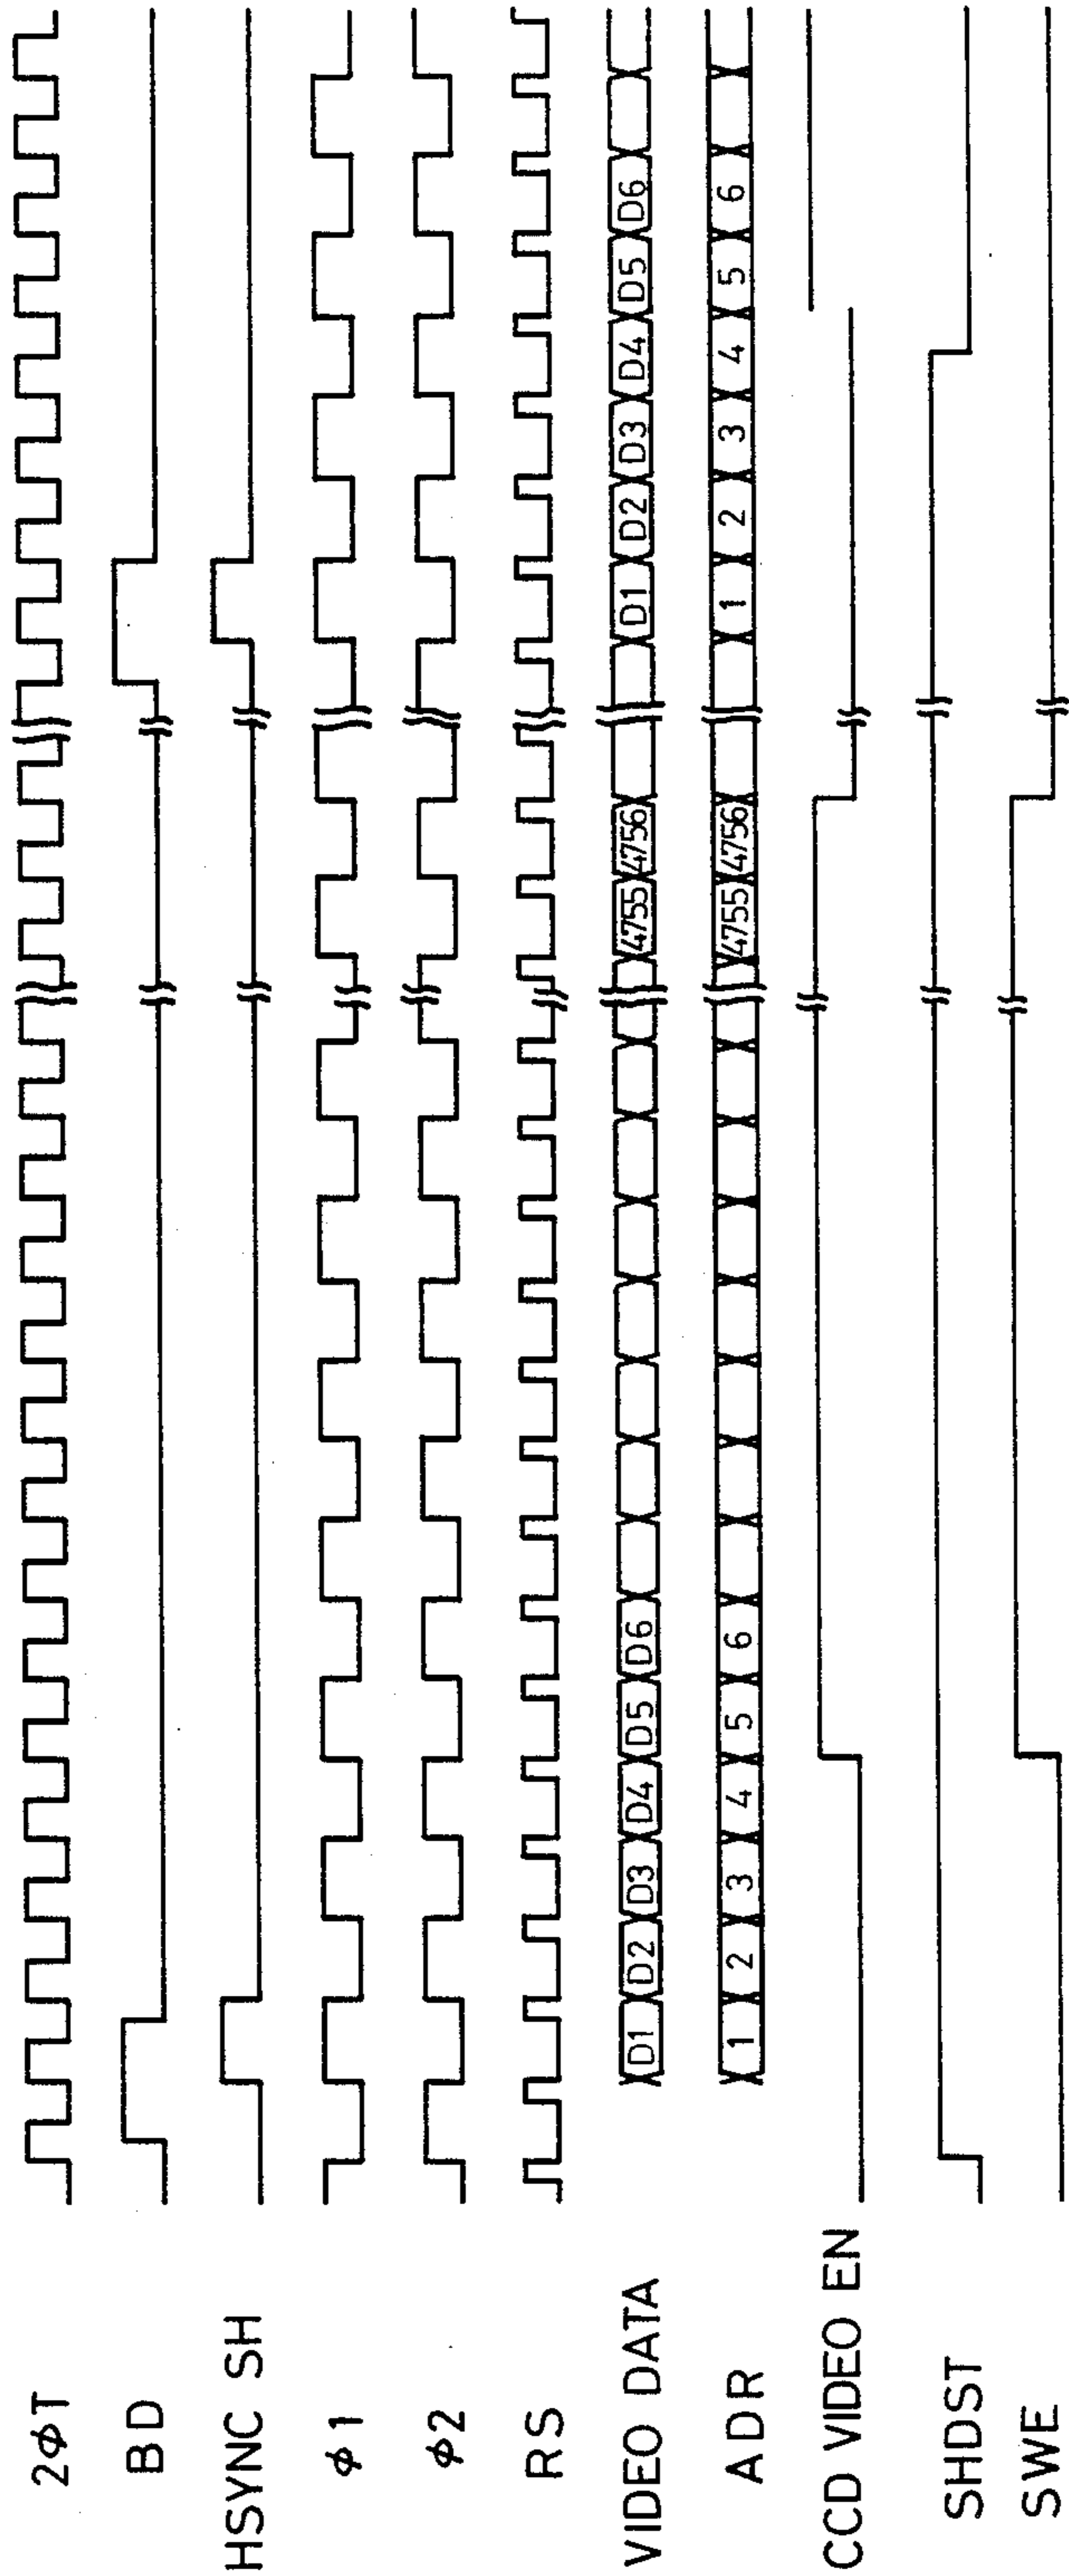 2φT
BD
HSYNC SH
φ1
φ2
RS
VIDEO DATA D1 D2 D3 D4 D5 D6 4755 4756 D1 D2 D3 D4 D5 D6
ADR 1 2 3 4 5 6 4755 4756 1 2 3 4 5 6
CCD VIDEO EN
SHDST
SWE